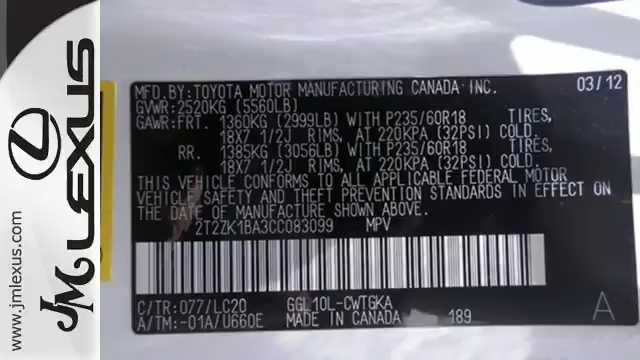 www.jmlexus.com
JM LEXUS
MFD.BY:TOYOTA MOTOR MANUFACTURING CANADA INC. 03/12
GVWR:2520KG (5560LB)
GAWR:FRT. 1360KG (2999LB) WITH P235/60R18 TIRES,
18X7 1/2J RIMS, AT 220KPA (32PSI) COLD.
RR. 1385KG (3056LB) WITH P235/60R18 TIRES,
18X7 1/2J RIMS, AT 220KPA (32PSI) COLD.
THIS VEHICLE CONFORMS TO ALL APPLICABLE FEDERAL MOTOR
VEHICLE SAFETY AND THEFT PREVENTION STANDARDS IN EFFECT ON
THE DATE OF MANUFACTURE SHOWN ABOVE.
2T2ZK1BA3CC083099 MPV
C/TR:077/LC20 GGL10L-CWTGKA
A/TM:-01A/U660E MADE IN CANADA 189 A